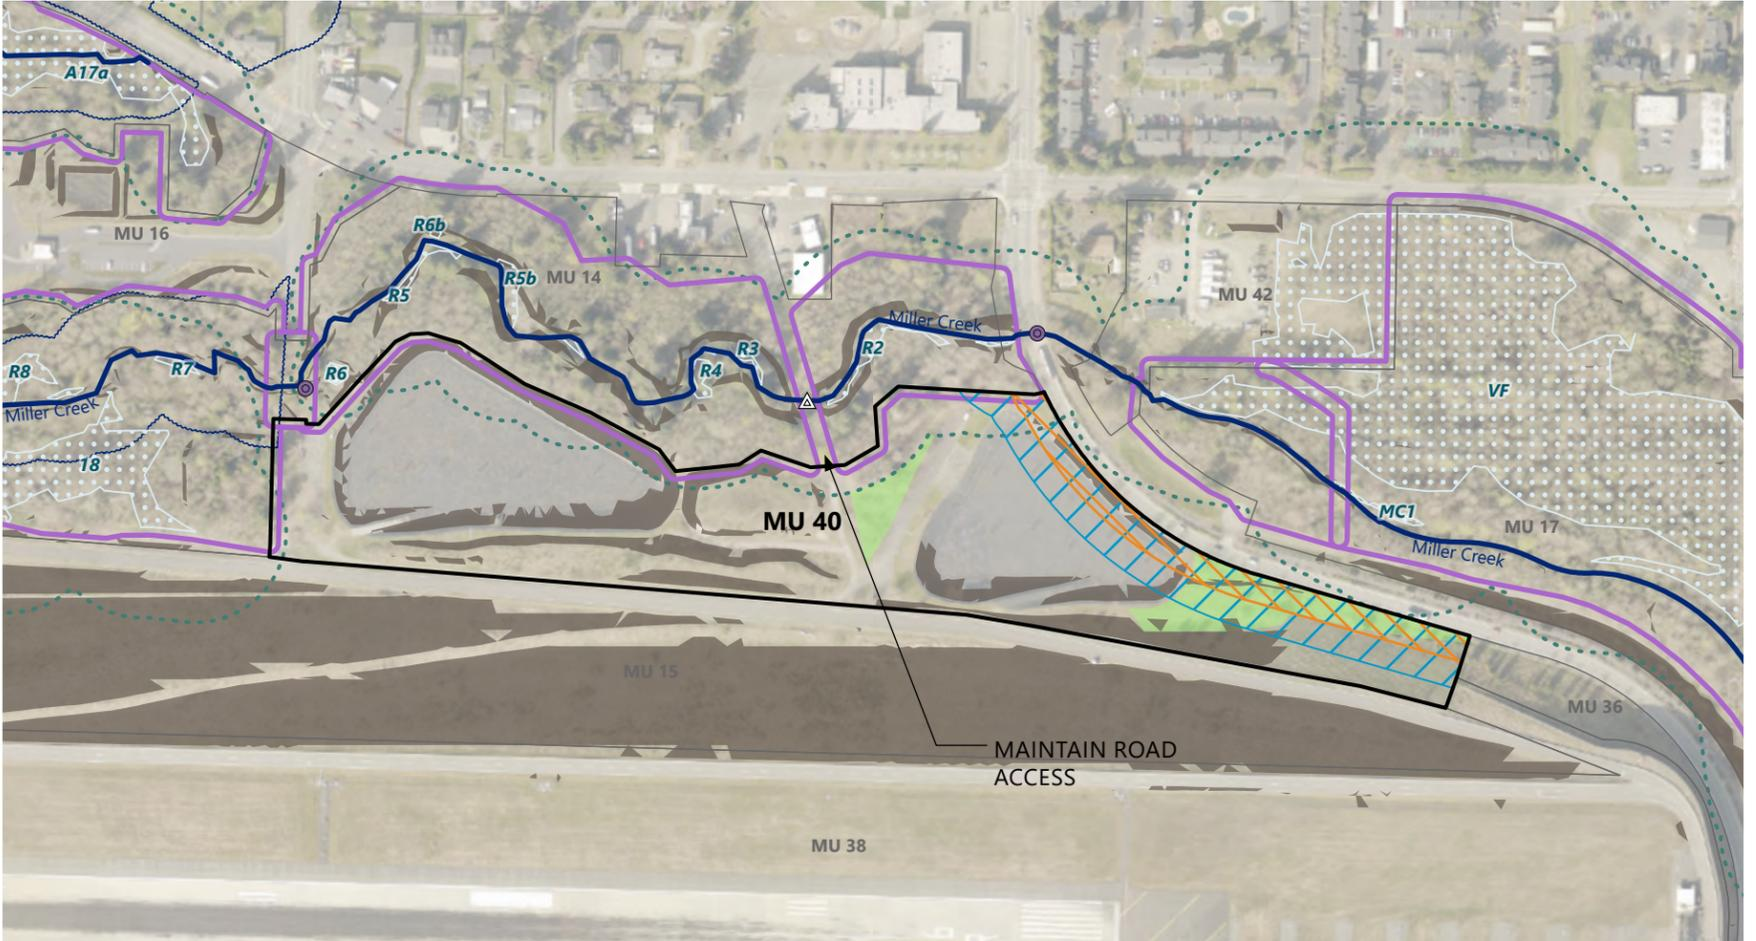 A17a
MU 16
R6b
R5b
MU 14
R5
MU 42
Miller Creek
R3
R2
R4
R8
R7
R6
VF
Miller Creek
18
MU 40
MC1
MU 17
Miller Creek
MU 15
MU 36
MAINTAIN ROAD
ACCESS
MU 38